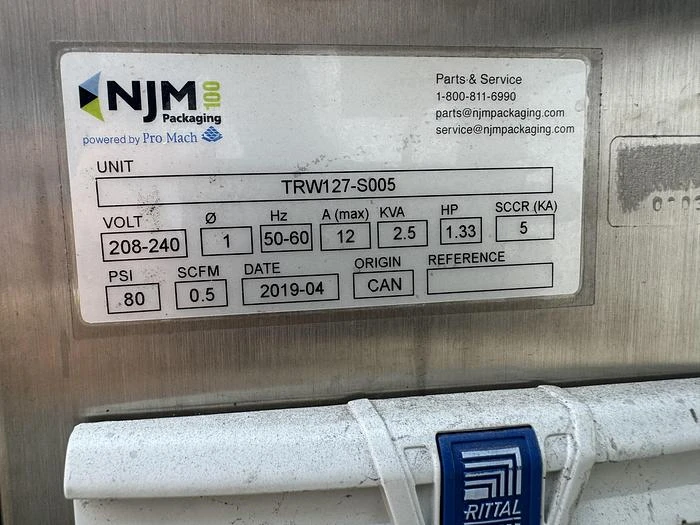 NJM 100
Packaging
powered by Pro Mach
Parts & Service
1-800-811-6990
parts@njmpackaging.com
service@njmpackaging.com
UNIT
TRW127-S005
VOLT Ø Hz A (max) KVA HP SCCR (KA)
208-240 1 50-60 12 2.5 1.33 5
PSI SCFM DATE ORIGIN REFERENCE
80 0.5 2019-04 CAN
RITTAL